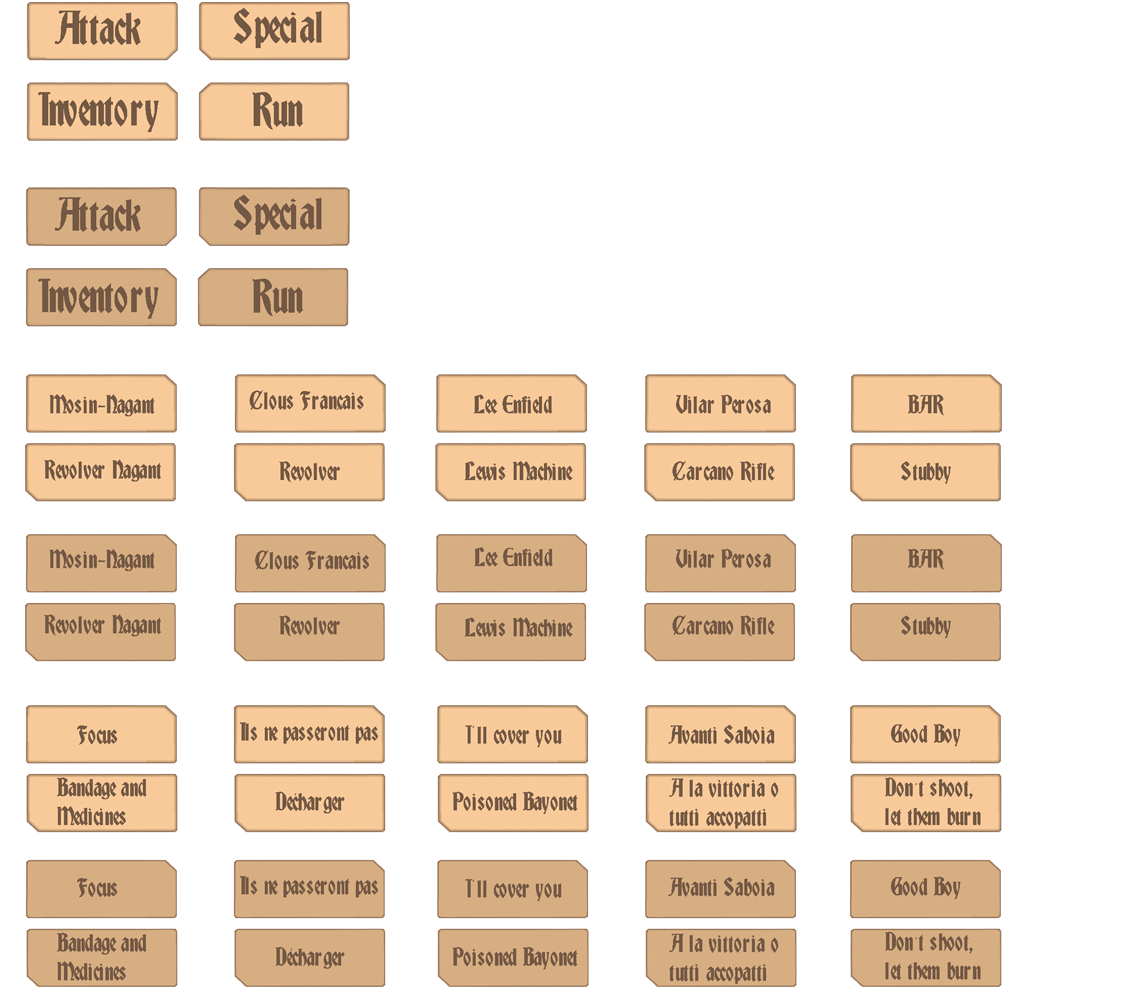 Attack Special
Inventory Run
Attack Special
Inventory Run
Mosin-Nagant Clous Francais Lee Enfield Vilar Perosa BAR
Revolver Nagant Revolver Lewis Machine Carcano Rifle Stubby
Mosin-Nagant Clous Francais Lee Enfield Vilar Perosa BAR
Revolver Nagant Revolver Lewis Machine Carcano Rifle Stubby
Focus Ils ne passeront pas I'll cover you Avanti Saboia Good Boy
Bandage and
Medicines
Décharger
Poisoned Bayonet
A la vittoria o
tutti accopatti
Don't shoot,
let them burn
Focus Ils ne passeront pas I'll cover you Avanti Saboia Good Boy
Bandage and
Medicines
Décharger
Poisoned Bayonet
A la vittoria o
tutti accopatti
Don't shoot,
let them burn